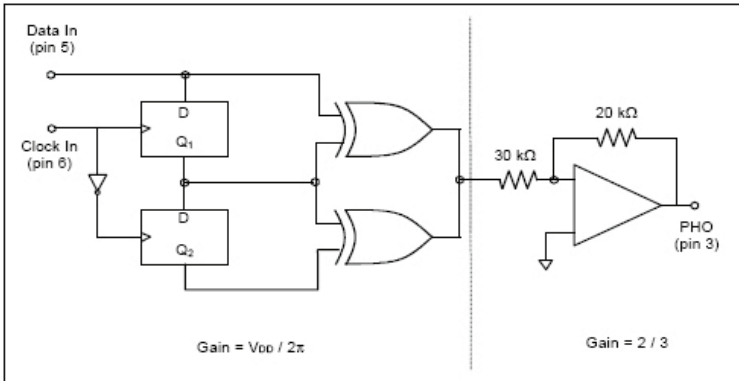 Data In
(pin 5)
Clock In
(pin 6)
D
Q1
D
Q2
30 kΩ
20 kΩ
PHO
(pin 3)
Gain = VDD / 2π
Gain = 2 / 3